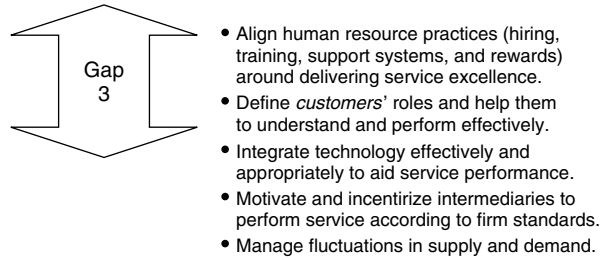 Gap
3
• Align human resource practices (hiring,
training, support systems, and rewards)
around delivering service excellence.
• Define customers' roles and help them
to understand and perform effectively.
• Integrate technology effectively and
appropriately to aid service performance.
• Motivate and incentirize intermediaries to
perform service according to firm standards.
• Manage fluctuations in supply and demand.